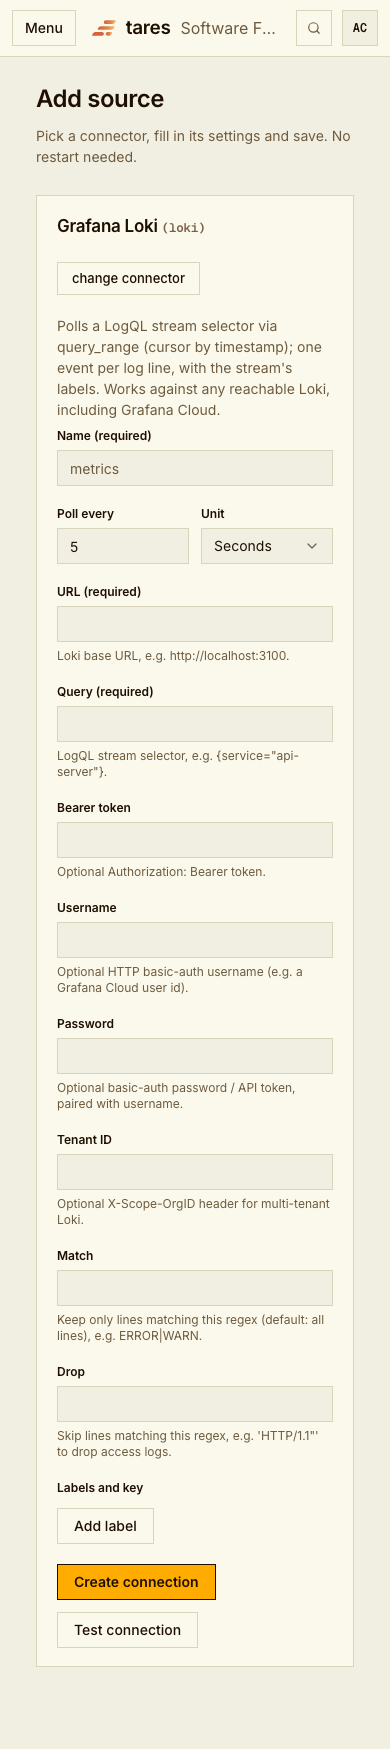 Menu
tares
Software F...
AC
Add source
Pick a connector, fill in its settings and save. No
restart needed.
Grafana Loki (loki)
change connector
Polls a LogQL stream selector via
query_range (cursor by timestamp); one
event per log line, with the stream's
labels. Works against any reachable Loki,
including Grafana Cloud.
Name (required)
metrics
Poll every
Unit
5
Seconds
URL (required)
Loki base URL, e.g. http://localhost:3100.
Query (required)
LogQL stream selector, e.g. {service="api-
server"}.
Bearer token
Optional Authorization: Bearer token.
Username
Optional HTTP basic-auth username (e.g. a
Grafana Cloud user id).
Password
Optional basic-auth password / API token,
paired with username.
Tenant ID
Optional X-Scope-OrgID header for multi-tenant
Loki.
Match
Keep only lines matching this regex (default: all
lines), e.g. ERROR|WARN.
Drop
Skip lines matching this regex, e.g. 'HTTP/1.1"'
to drop access logs.
Labels and key
Add label
Create connection
Test connection